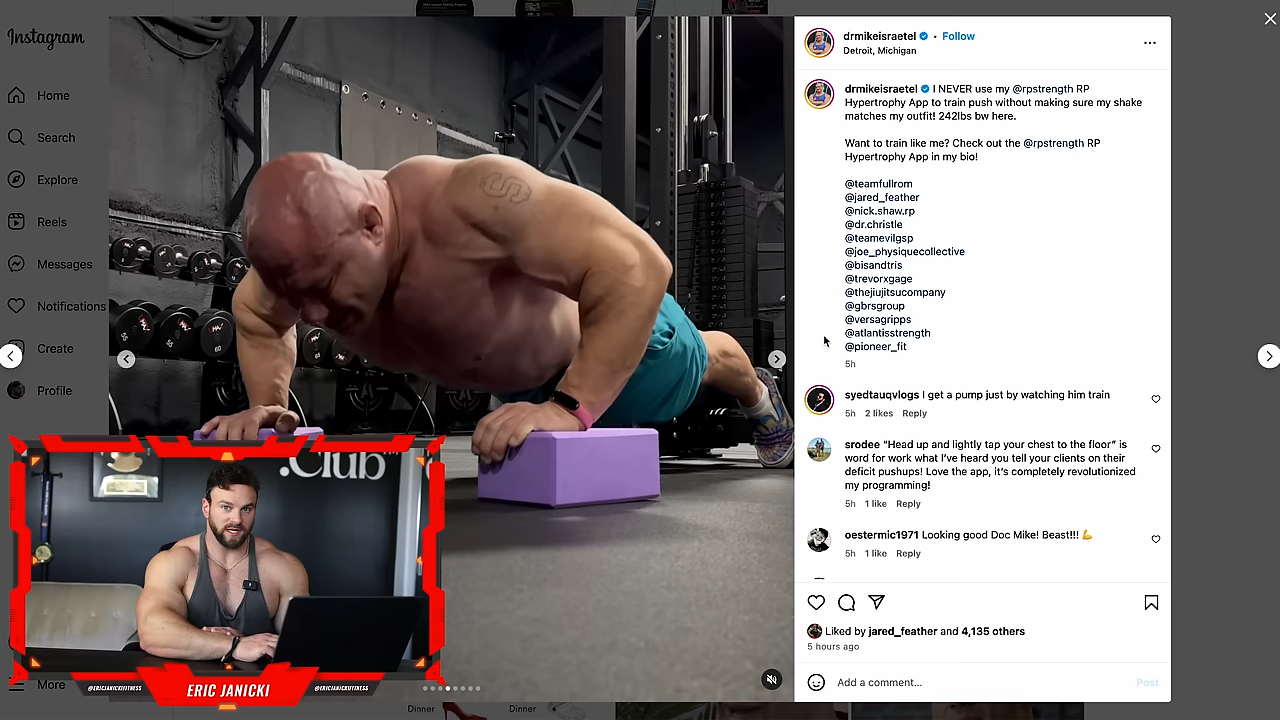 Instagram
Home
Search
Explore
Reels
Messages
Notifications
Create
Profile
More
.Club
@ERICJANICKIFITNESS
ERIC JANICKI
@ERICJANICKIFITNESS
Dinner
Dinner
drmikeisraetel • Follow
Detroit, Michigan
drmikeisraetel I NEVER use my @rpstrength RP
Hypertrophy App to train push without making sure my shake
matches my outfit! 242lbs bw here.
Want to train like me? Check out the @rpstrength RP
Hypertrophy App in my bio!
@teamfullrom
@jared_feather
@nick.shaw.rp
@dr.christle
@teamevilgsp
@joe_physiquecollective
@bisandtris
@trevorxgage
@thejiujitsucompany
@gbrsgroup
@versagripps
@atlantisstrength
@pioneer_fit
5h
syedtauqvlogs I get a pump just by watching him train
5h 2 likes Reply
srodee “Head up and lightly tap your chest to the floor” is
word for work what I’ve heard you tell your clients on their
deficit pushups! Love the app, it’s completely revolutionized
my programming!
5h 1 like Reply
oestermic1971 Looking good Doc Mike! Beast!!! 💪
5h 1 like Reply
Liked by jared_feather and 4,135 others
5 hours ago
Add a comment...
Post